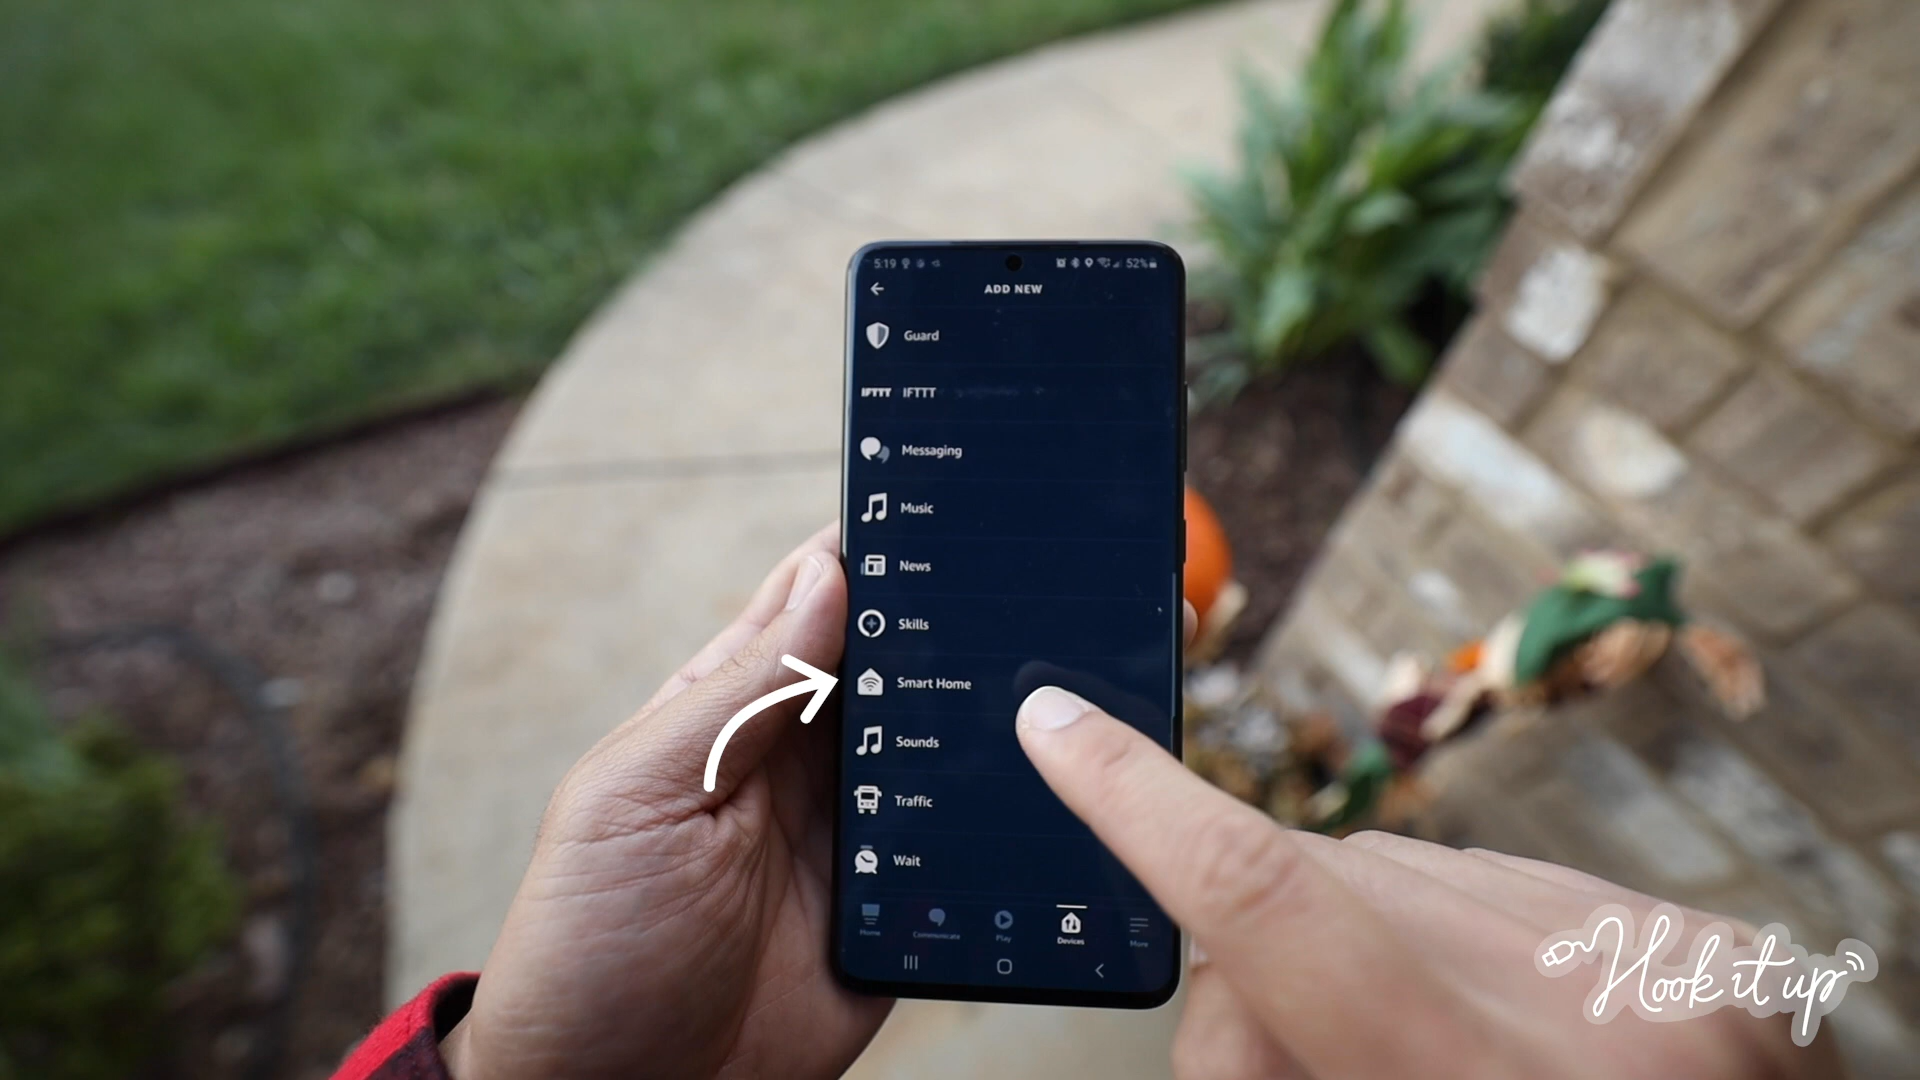 5:19
52%
ADD NEW
Guard
IFTTT IFTTT
Messaging
Music
News
Skills
Smart Home
Sounds
Traffic
Wait
Home Communicate Play Devices More
Hook it up